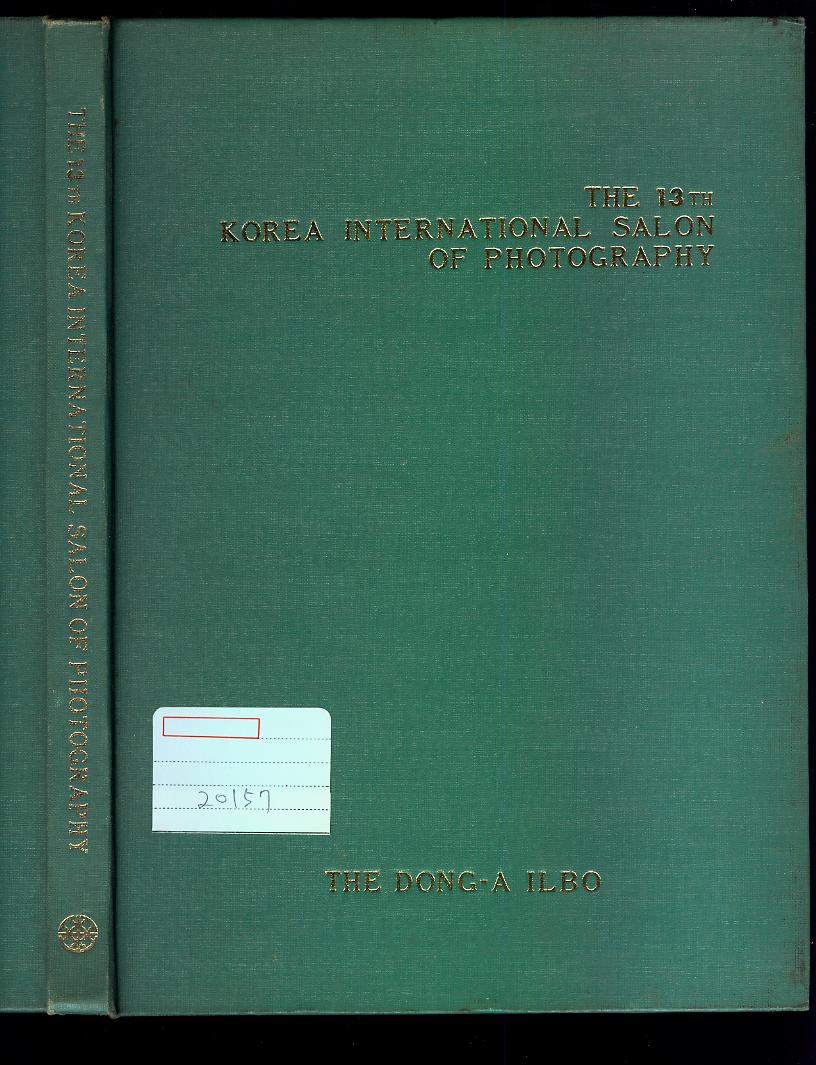 THE 13TH KOREA INTERNATIONAL SALON OF PHOTOGRAPHY
THE 13TH
KOREA INTERNATIONAL SALON
OF PHOTOGRAPHY
20157
THE DONG-A ILBO